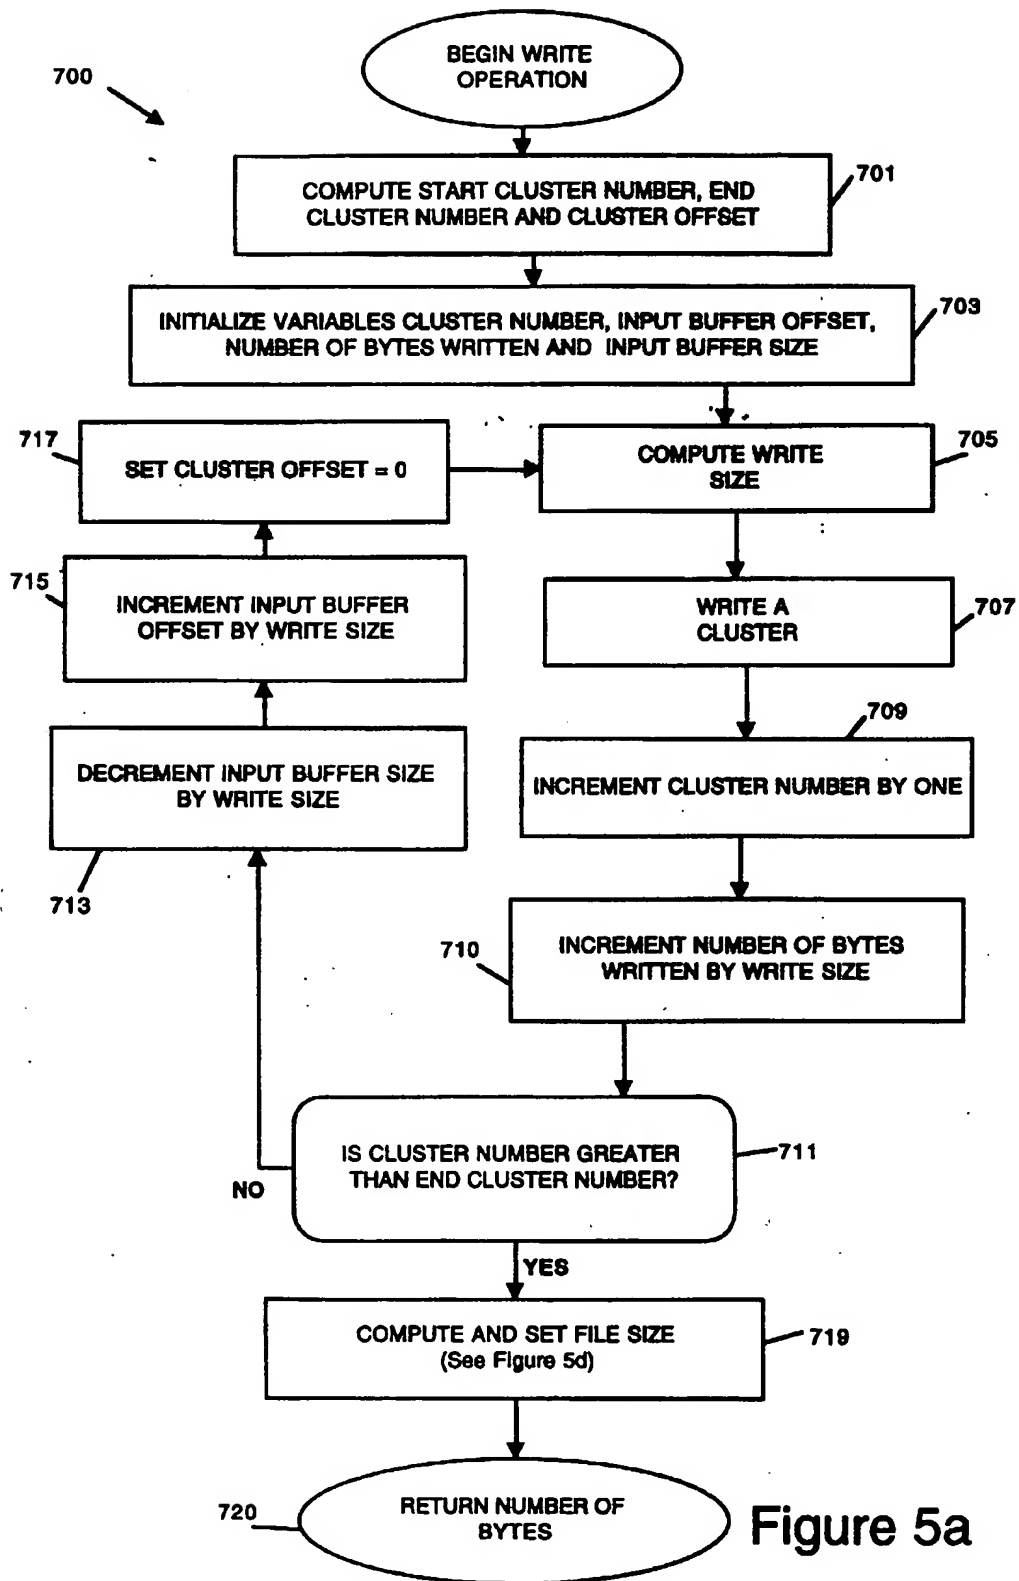 BEGIN WRITE
OPERATION
700
COMPUTE START CLUSTER NUMBER, END
CLUSTER NUMBER AND CLUSTER OFFSET
701
INITIALIZE VARIABLES CLUSTER NUMBER, INPUT BUFFER OFFSET,
NUMBER OF BYTES WRITTEN AND INPUT BUFFER SIZE
703
717
SET CLUSTER OFFSET = 0
COMPUTE WRITE
SIZE
705
715
INCREMENT INPUT BUFFER
OFFSET BY WRITE SIZE
WRITE A
CLUSTER
707
709
DECREMENT INPUT BUFFER SIZE
BY WRITE SIZE
713
INCREMENT CLUSTER NUMBER BY ONE
710
INCREMENT NUMBER OF BYTES
WRITTEN BY WRITE SIZE
IS CLUSTER NUMBER GREATER
THAN END CLUSTER NUMBER?
711
NO
YES
COMPUTE AND SET FILE SIZE
(See Figure 5d)
719
720
RETURN NUMBER OF
BYTES
Figure 5a